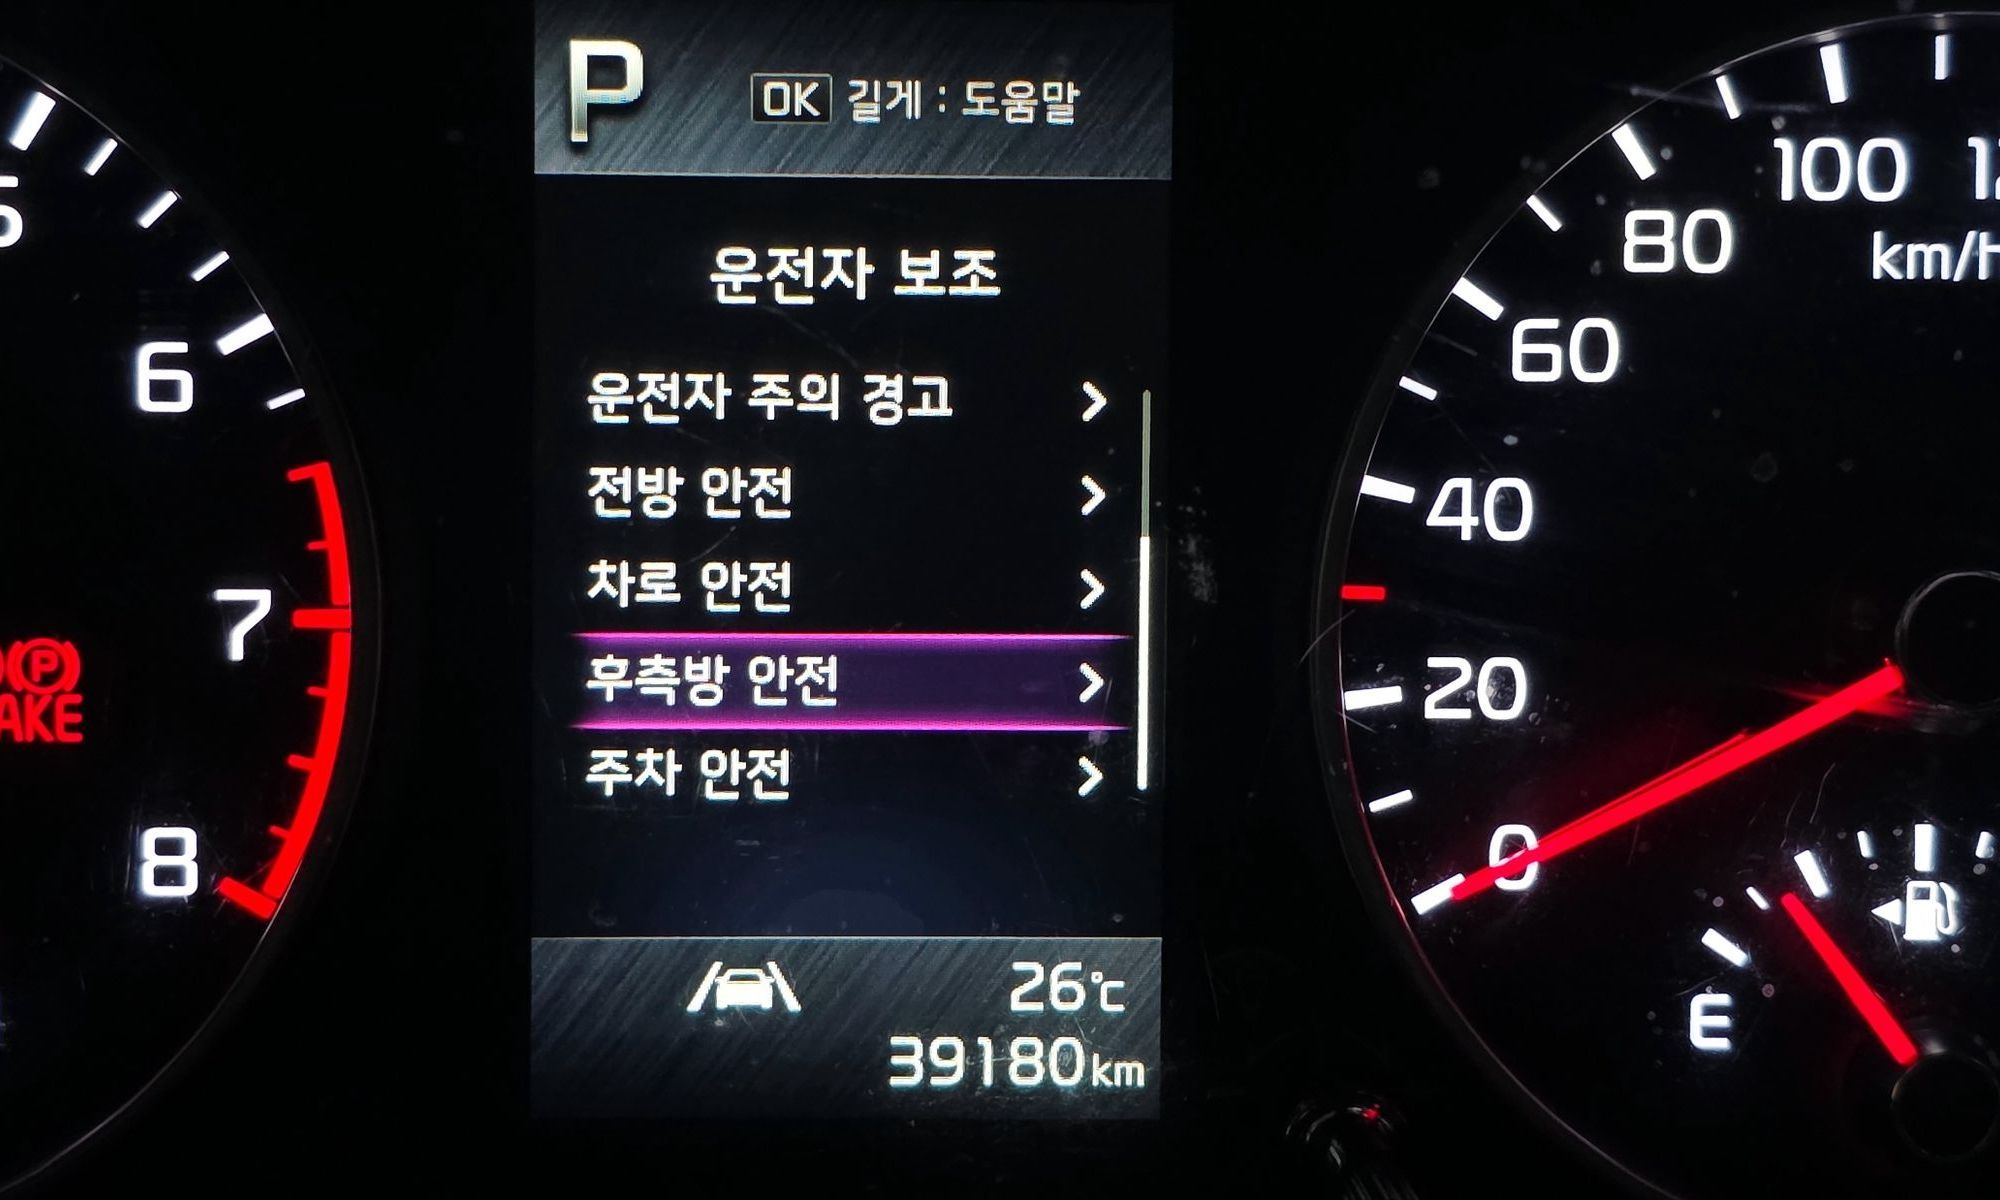 P
OK 길게 : 도움말
운전자 보조
운전자 주의 경고
전방 안전
차로 안전
후측방 안전
주차 안전
26℃
39180km
5
6
7
8
P
0
20
40
60
80
100
km/h
E